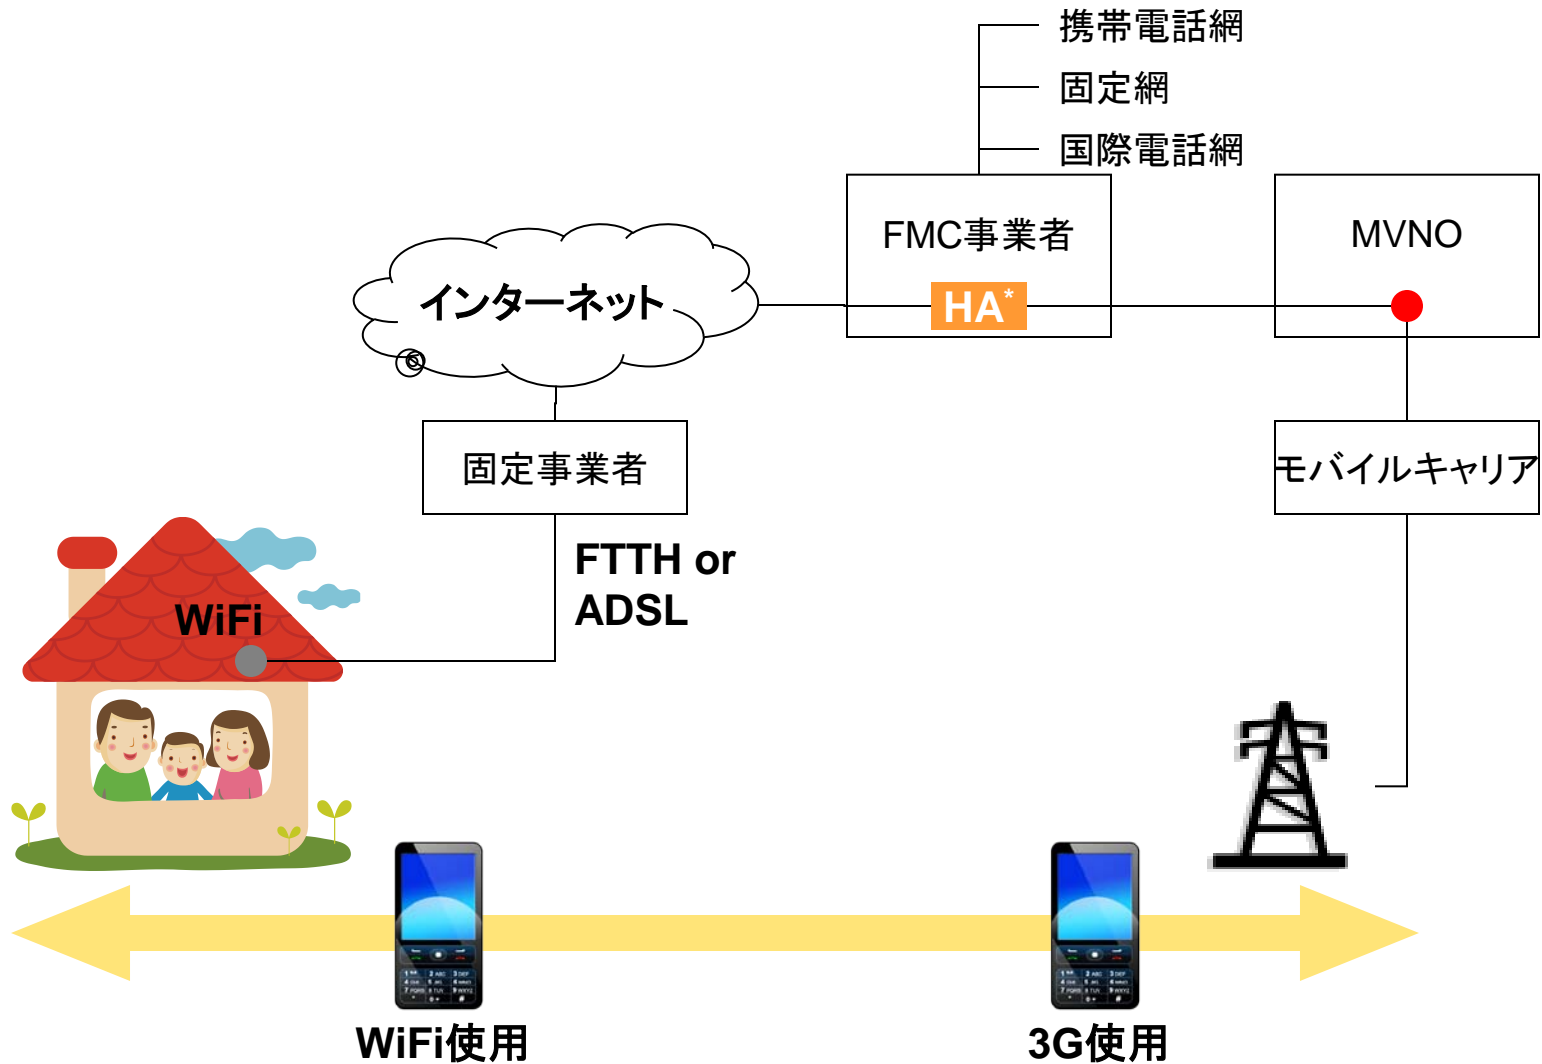 携帯電話網
固定網
国際電話網
FMC事業者
MVNO
インターネット
HA*
固定事業者
モバイルキャリア
FTTH or
ADSL
WiFi
WiFi使用
3G使用